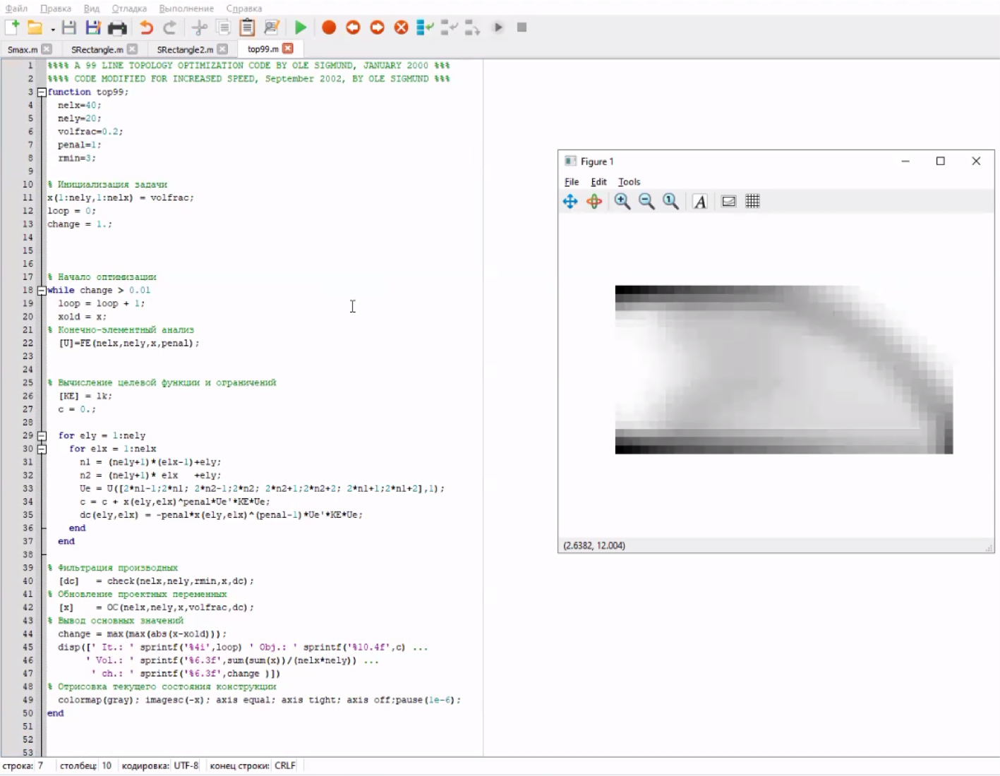 Файл Правка Вид Отладка Выполнение Справка
Smax.m SRectangle.m SRectangle2.m top99.m
1 %%%% A 99 LINE TOPOLOGY OPTIMIZATION CODE BY OLE SIGMUND, JANUARY 2000 %%%
2 %%%% CODE MODIFIED FOR INCREASED SPEED, September 2002, BY OLE SIGMUND %%%
3 function top99;
4 nelx=40;
5 nely=20;
6 volfrac=0.2;
7 penal=1;
8 rmin=3;
9
10 % Инициализация задачи
11 x(1:nely,1:nelx) = volfrac;
12 loop = 0;
13 change = 1.;
14
15
16
17 % Начало оптимизации
18 while change > 0.01
19 loop = loop + 1;
20 xold = x;
21 % Конечно-элементный анализ
22 [U]=FE(nelx,nely,x,penal);
23
24
25 % Вычисление целевой функции и ограничений
26 [KE] = lk;
27 c = 0.;
28
29 for ely = 1:nely
30 for elx = 1:nelx
31 n1 = (nely+1)*(elx-1)+ely;
32 n2 = (nely+1)* elx +ely;
33 Ue = U([2*n1-1;2*n1; 2*n2-1;2*n2; 2*n2+1;2*n2+2; 2*n1+1;2*n1+2],1);
34 c = c + x(ely,elx)^penal*Ue'*KE*Ue;
35 dc(ely,elx) = -penal*x(ely,elx)^(penal-1)*Ue'*KE*Ue;
36 end
37 end
38
39 % Фильтрация производных
40 [dc] = check(nelx,nely,rmin,x,dc);
41 % Обновление проектных переменных
42 [x] = OC(nelx,nely,x,volfrac,dc);
43 % Вывод основных значений
44 change = max(max(abs(x-xold)));
45 disp([' It.: ' sprintf('%4i',loop) ' Obj.: ' sprintf('%10.4f',c) ...
46 ' Vol.: ' sprintf('%6.3f',sum(sum(x))/(nelx*nely)) ...
47 ' ch.: ' sprintf('%6.3f',change )])
48 % Отрисовка текущего состояния конструкции
49 colormap(gray); imagesc(-x); axis equal; axis tight; axis off;pause(1e-6);
50 end
51
52
53
строка: 7 столбец: 10 кодировка: UTF-8 конец строки: CRLF
Figure 1
File Edit Tools
1 A
(2.6382, 12.004)